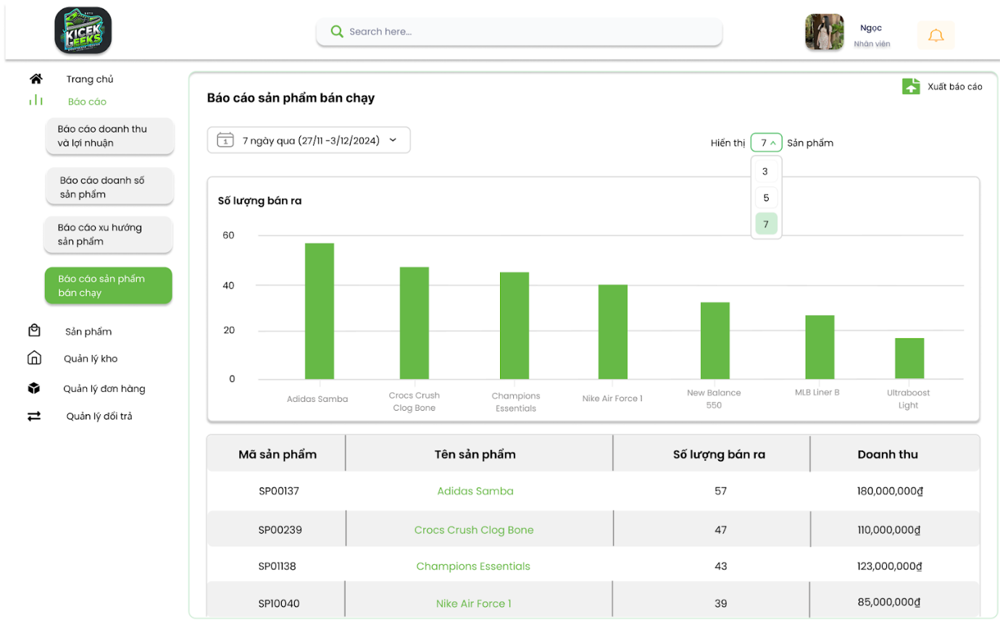 KICEK
GEEKS
Search here...
Ngọc
Nhân viên
Trang chủ
Báo cáo
Báo cáo doanh thu
và lợi nhuận
Báo cáo doanh số
sản phẩm
Báo cáo xu hướng
sản phẩm
Báo cáo sản phẩm
bán chạy
Sản phẩm
Quản lý kho
Quản lý đơn hàng
Quản lý đổi trả
Báo cáo sản phẩm bán chạy
Xuất báo cáo
1 7 ngày qua (27/11 -3/12/2024)
Hiển thị 7 Sản phẩm
3
5
7
Số lượng bán ra
60
40
20
0
Adidas Samba
Crocs Crush
Clog Bone
Champions
Essentials
Nike Air Force 1
New Balance
550
MLB Liner B
Ultraboost
Light
Mã sản phẩm Tên sản phẩm Số lượng bán ra Doanh thu
SP00137 Adidas Samba 57 180,000,000₫
SP00239 Crocs Crush Clog Bone 47 110,000,000₫
SP01138 Champions Essentials 43 123,000,000₫
SP10040 Nike Air Force 1 39 85,000,000₫